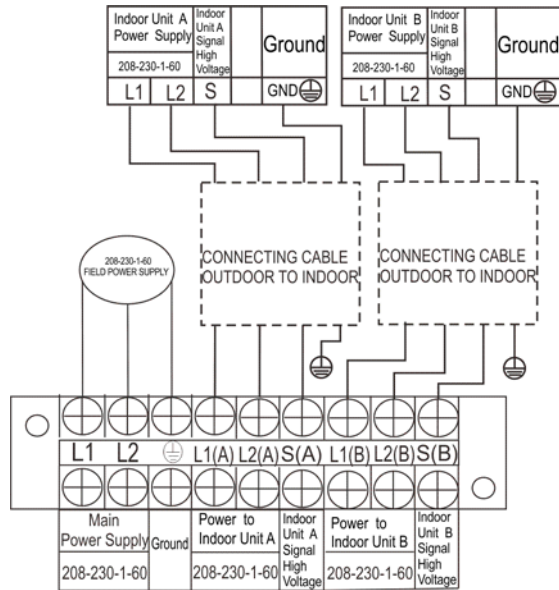 Indoor Unit A
Power Supply
208-230-1-60
Indoor
Unit A
Signal
High
Voltage
Ground
L1 L2 S GND
Indoor Unit B
Power Supply
208-230-1-60
Indoor
Unit B
Signal
High
Voltage
Ground
L1 L2 S GND
CONNECTING CABLE
OUTDOOR TO INDOOR
CONNECTING CABLE
OUTDOOR TO INDOOR
208-230-1-60
FIELD POWER SUPPLY
L1 L2 L1(A) L2(A) S(A) L1(B) L2(B) S(B)
Main
Power Supply
208-230-1-60
Ground
Power to
Indoor Unit A
208-230-1-60
Indoor
Unit A
Signal
High
Voltage
Power to
Indoor Unit B
208-230-1-60
Indoor
Unit B
Signal
High
Voltage